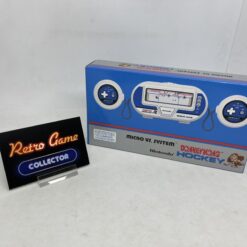 Retro Game
COLLECTOR
MICRO VS. SYSTEM
DONKEY KONG
Nintendo
HOCKEY